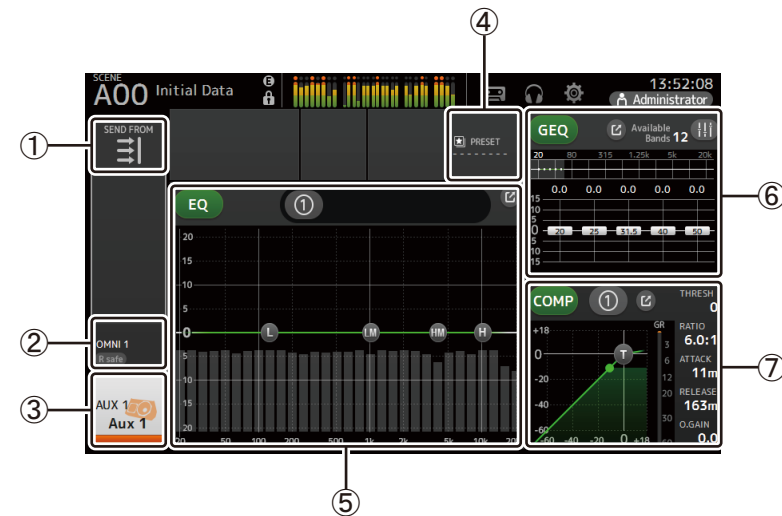 ④
SCENE
A00 Initial Data
E
13:52:08
Administrator
①
SEND FROM
PRESET
GEQ
Available
Bands 12
20 80 315 1.25k 5k 20k
0.0 0.0 0.0 0.0 0.0
15
10
5
0 20 25 31.5 40 50
5
10
15
⑥
EQ
①
20
15
10
5
0 L LM HM H
5
10
15
20
20 50 100 200 500 1k 2k 5k 10k 20
COMP
①
THRESH
0
+18
GR
RATIO
6.0:1
0
T
3
6
ATTACK
11m
-20
12
20
RELEASE
163m
-40
30
O.GAIN
0.0
-60
60
-60 -40 -20 0 +18
⑦
②
OMNI 1
R safe
③
AUX 1
Aux 1
⑤